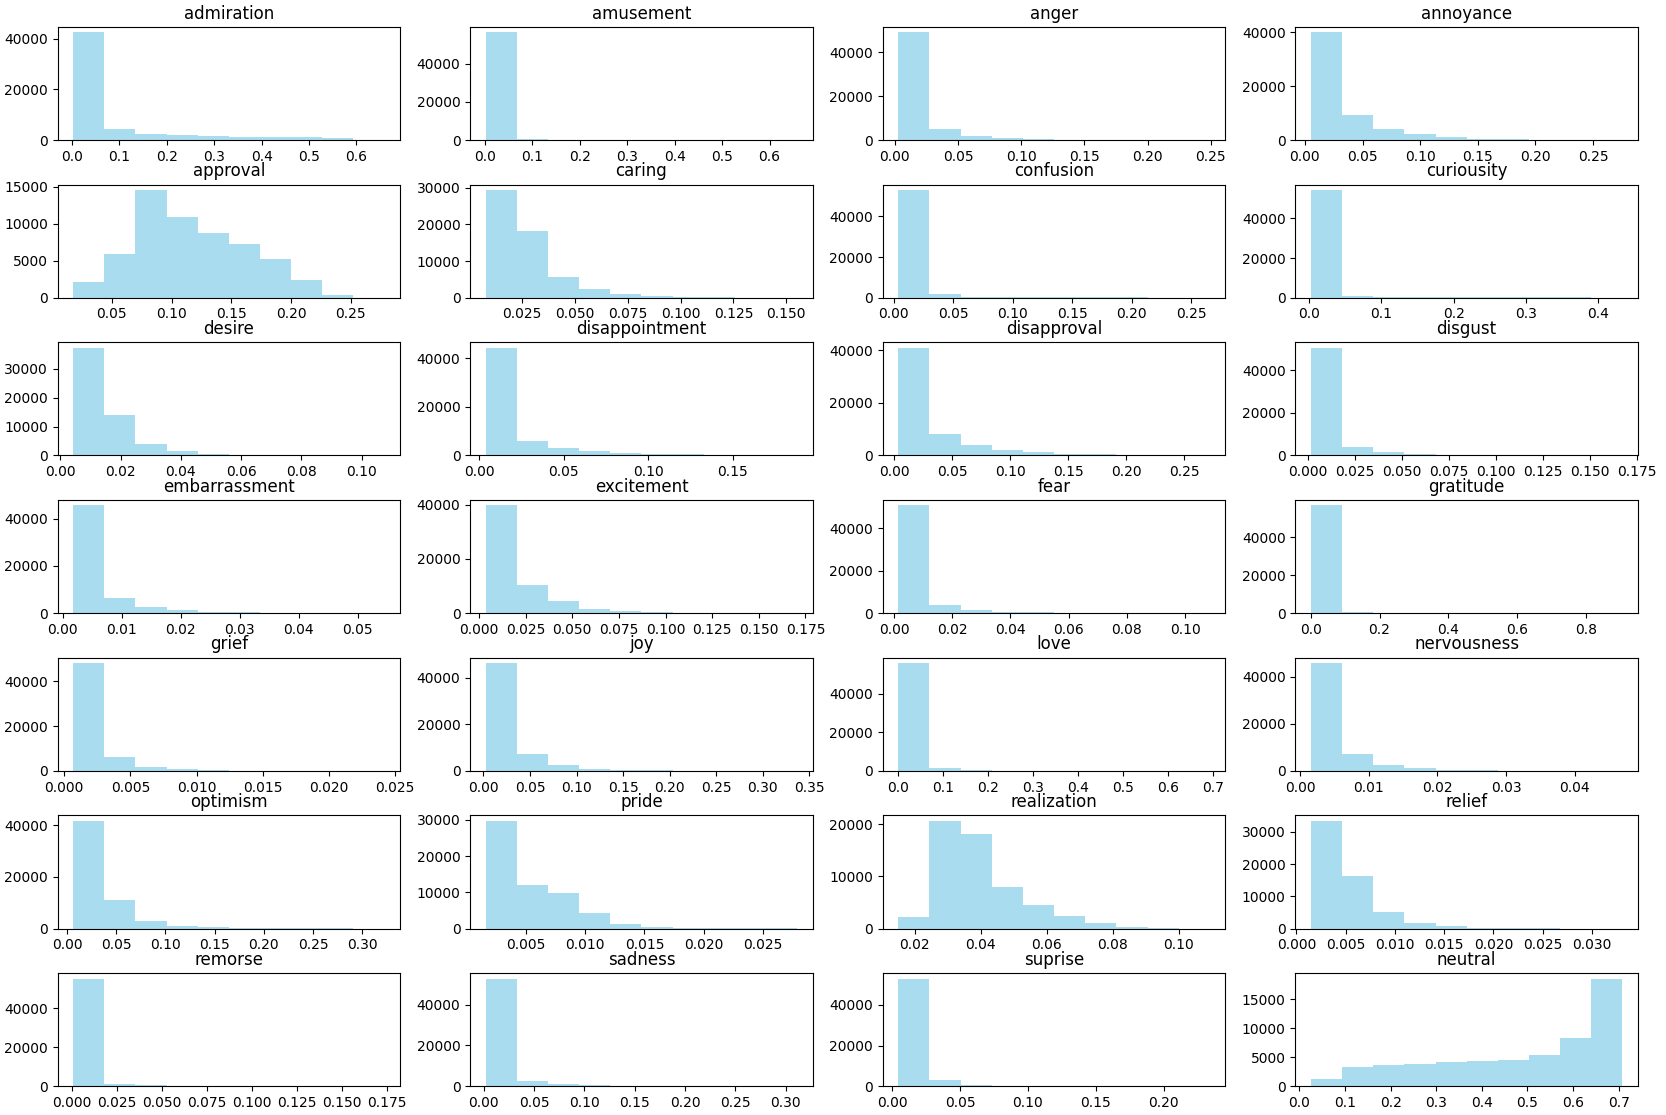 admiration amusement anger annoyance
40000 20000 0 60000 40000 20000 0 40000 20000 0 40000 30000 20000 10000 0
0.0 0.1 0.2 0.3 0.4 0.5 0.6 0.0 0.1 0.2 0.3 0.4 0.5 0.6 0.00 0.05 0.10 0.15 0.20 0.25 0.00 0.05 0.10 0.15 0.20 0.25
approval caring confusion curiousity
15000 10000 5000 0 30000 20000 10000 0 40000 20000 0 40000 20000 0
0.05 0.10 0.15 0.20 0.25 0.025 0.050 0.075 0.100 0.125 0.150 0.00 0.05 0.10 0.15 0.20 0.25 0.0 0.1 0.2 0.3 0.4
desire disappointment disapproval disgust
30000 20000 10000 0 40000 20000 0 40000 20000 0 40000 20000 0
0.00 0.02 0.04 0.06 0.08 0.10 0.00 0.05 0.10 0.15 0.00 0.05 0.10 0.15 0.20 0.25 0.000 0.025 0.050 0.075 0.100 0.125 0.150 0.175
embarrassment excitement fear gratitude
40000 20000 0 40000 20000 0 40000 20000 0 40000 20000 0
0.00 0.01 0.02 0.03 0.04 0.05 0.000 0.025 0.050 0.075 0.100 0.125 0.150 0.175 0.00 0.02 0.04 0.06 0.08 0.10 0.0 0.2 0.4 0.6 0.8
grief joy love nervousness
40000 20000 0 40000 20000 0 40000 20000 0 40000 20000 0
0.000 0.005 0.010 0.015 0.020 0.025 0.00 0.05 0.10 0.15 0.20 0.25 0.30 0.35 0.0 0.1 0.2 0.3 0.4 0.5 0.6 0.7 0.00 0.01 0.02 0.03 0.04
optimism pride realization relief
40000 20000 0 30000 20000 10000 0 20000 10000 0 30000 20000 10000 0
0.00 0.05 0.10 0.15 0.20 0.25 0.30 0.005 0.010 0.015 0.020 0.025 0.02 0.04 0.06 0.08 0.10 0.000 0.005 0.010 0.015 0.020 0.025 0.030
remorse sadness suprise neutral
40000 20000 0 40000 20000 0 40000 20000 0 15000 10000 5000 0
0.000 0.025 0.050 0.075 0.100 0.125 0.150 0.175 0.00 0.05 0.10 0.15 0.20 0.25 0.30 0.00 0.05 0.10 0.15 0.20 0.0 0.1 0.2 0.3 0.4 0.5 0.6 0.7